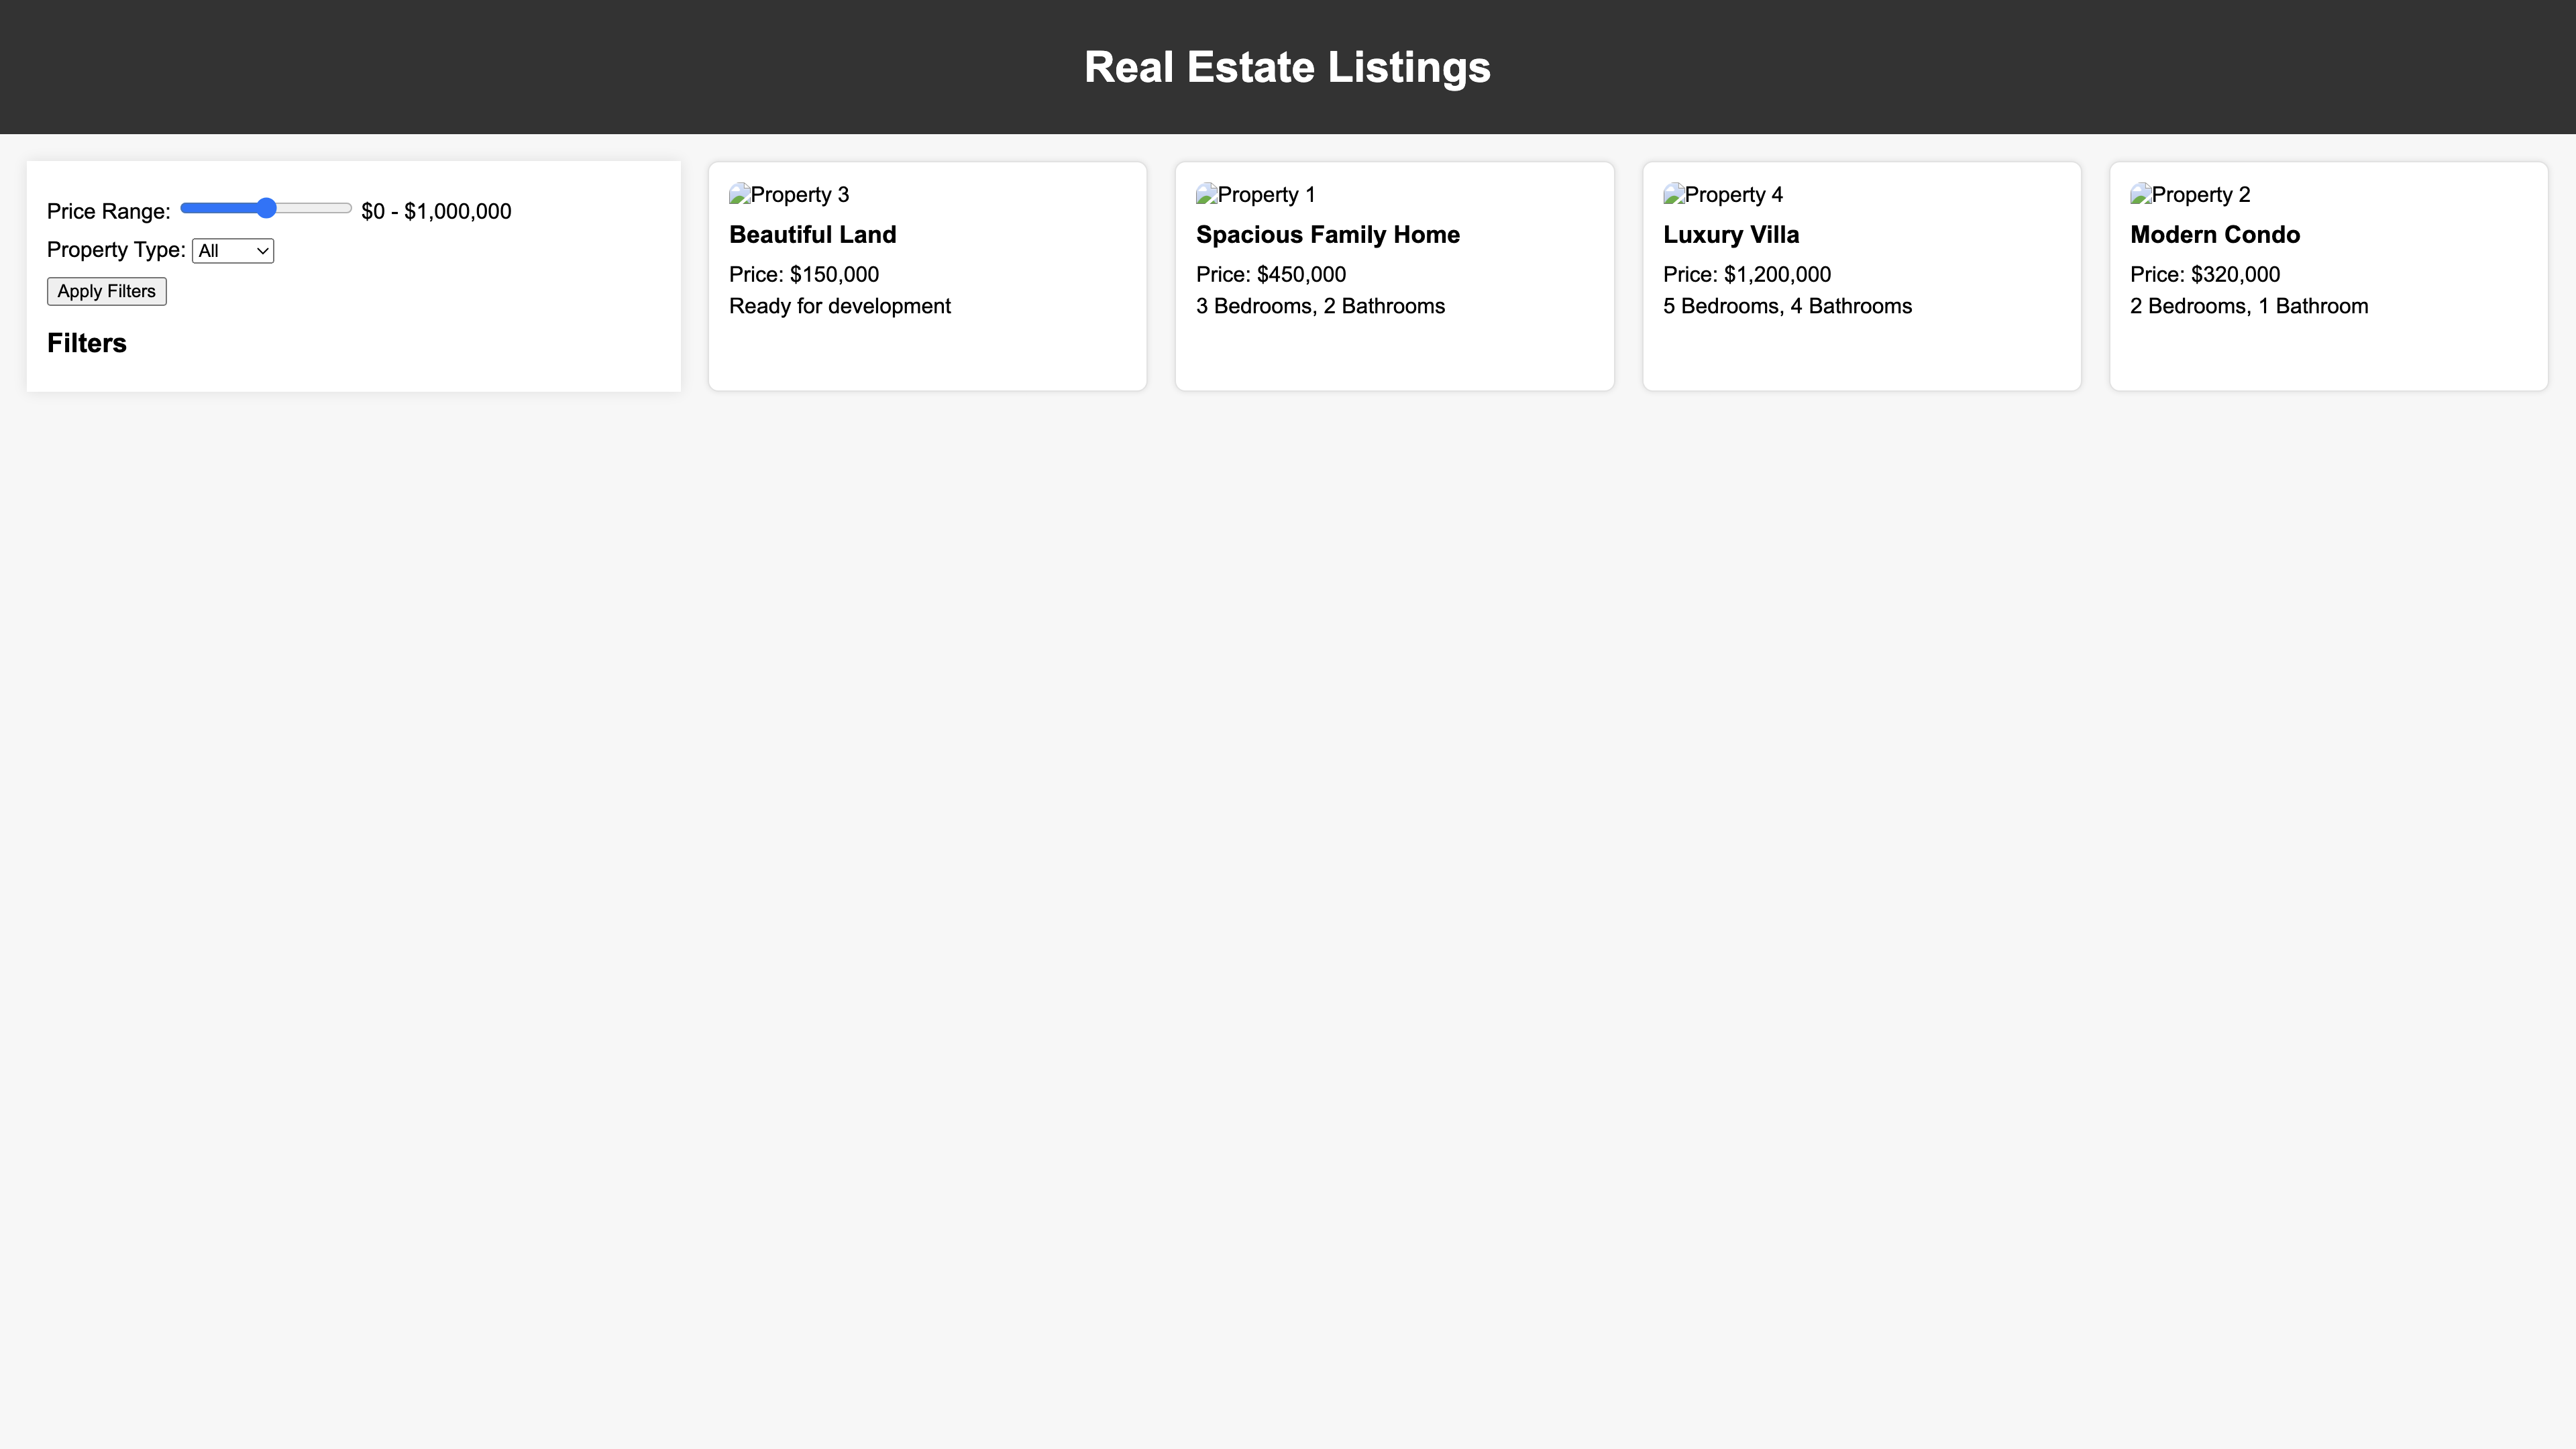 Real Estate Listings
Price Range: $0 - $1,000,000
Property Type: All
Apply Filters
Filters
Property 3
Beautiful Land
Price: $150,000
Ready for development
Property 1
Spacious Family Home
Price: $450,000
3 Bedrooms, 2 Bathrooms
Property 4
Luxury Villa
Price: $1,200,000
5 Bedrooms, 4 Bathrooms
Property 2
Modern Condo
Price: $320,000
2 Bedrooms, 1 Bathroom